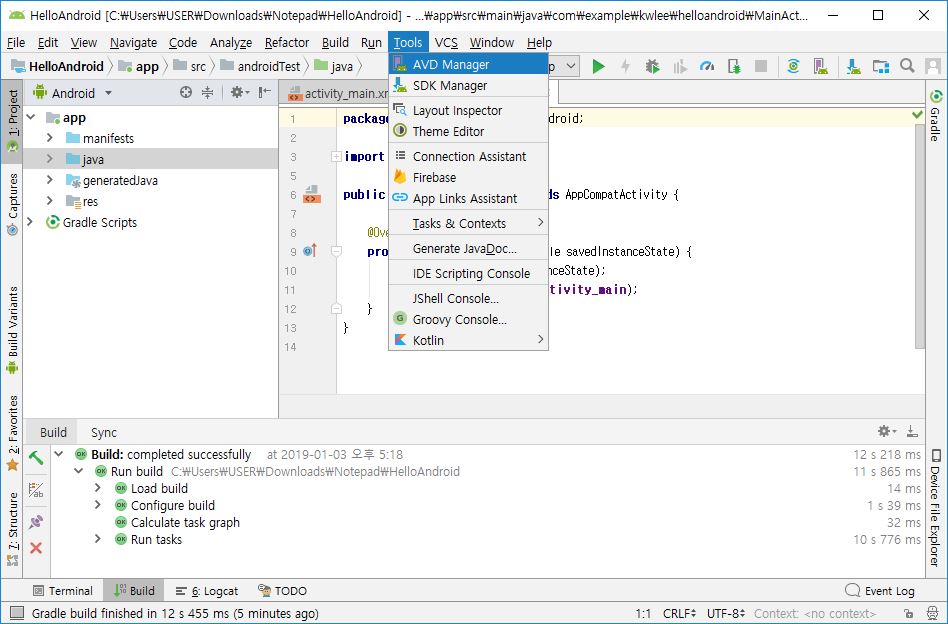 HelloAndroid [C:₩Users₩USER₩Downloads₩Notepad₩HelloAndroid] - ...₩app₩src₩main₩java₩com₩example₩kwlee₩helloandroid₩MainAct...
File Edit View Navigate Code Analyze Refactor Build Run Tools VCS Window Help
HelloAndroid app src androidTest java
AVD Manager
SDK Manager
Layout Inspector
Theme Editor
Connection Assistant
Firebase
App Links Assistant
Tasks & Contexts
Generate JavaDoc...
IDE Scripting Console
JShell Console...
Groovy Console...
Kotlin
1: Project
Captures
Build Variants
2: Favorites
7: Structure
Android
app
manifests
java
generatedJava
res
Gradle Scripts
activity_main.xm
1 package droid;
2
3 import
6 public ds AppCompatActivity {
7
8 @Ove
9 pro le savedInstanceState) {
10 nceState);
11 tivity_main);
12 }
13 }
14
Gradle
Device File Explorer
Build Sync
Build: completed successfully at 2019-01-03 오후 5:18 12 s 218 ms
Run build C:₩Users₩USER₩Downloads₩Notepad₩HelloAndroid 11 s 865 ms
Load build 14 ms
Configure build 1 s 39 ms
Calculate task graph 32 ms
Run tasks 10 s 776 ms
Terminal Build 6: Logcat TODO Event Log
Gradle build finished in 12 s 455 ms (5 minutes ago) 1:1 CRLF UTF-8 Context: <no context>